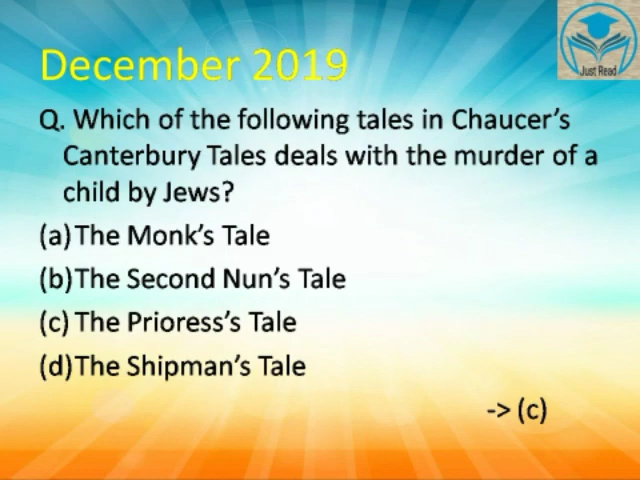 December 2019
Just Read
Q. Which of the following tales in Chaucer's
Canterbury Tales deals with the murder of a
child by Jews?
(a) The Monk's Tale
(b) The Second Nun's Tale
(c) The Prioress's Tale
(d) The Shipman's Tale
-> (c)